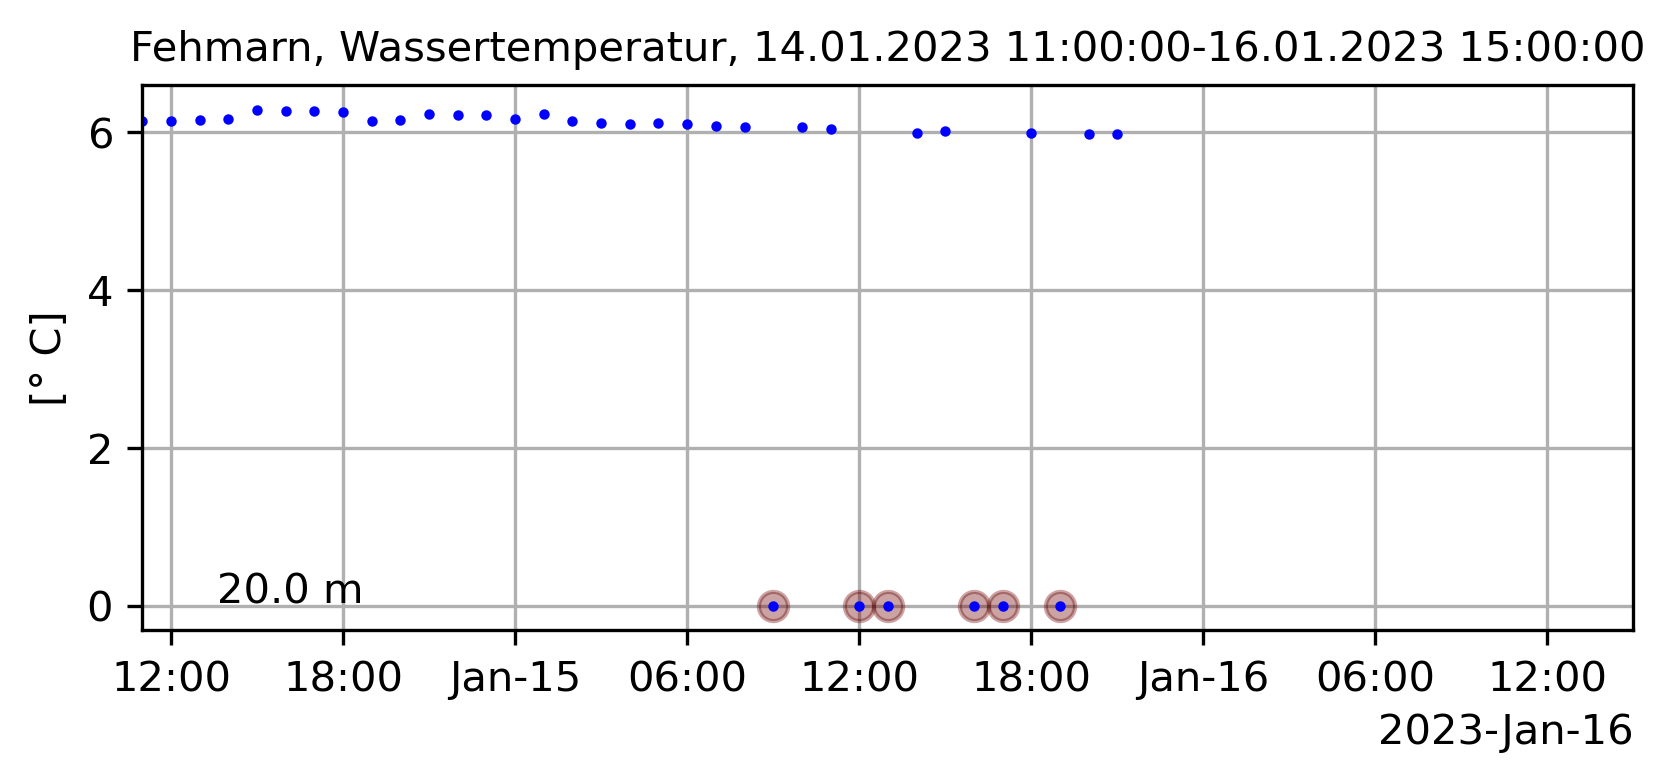 Fehmarn, Wassertemperatur, 14.01.2023 11:00:00-16.01.2023 15:00:00
6
4
[° C]
2
20.0 m
0
12:00 18:00 Jan-15 06:00 12:00 18:00 Jan-16 06:00 12:00
2023-Jan-16